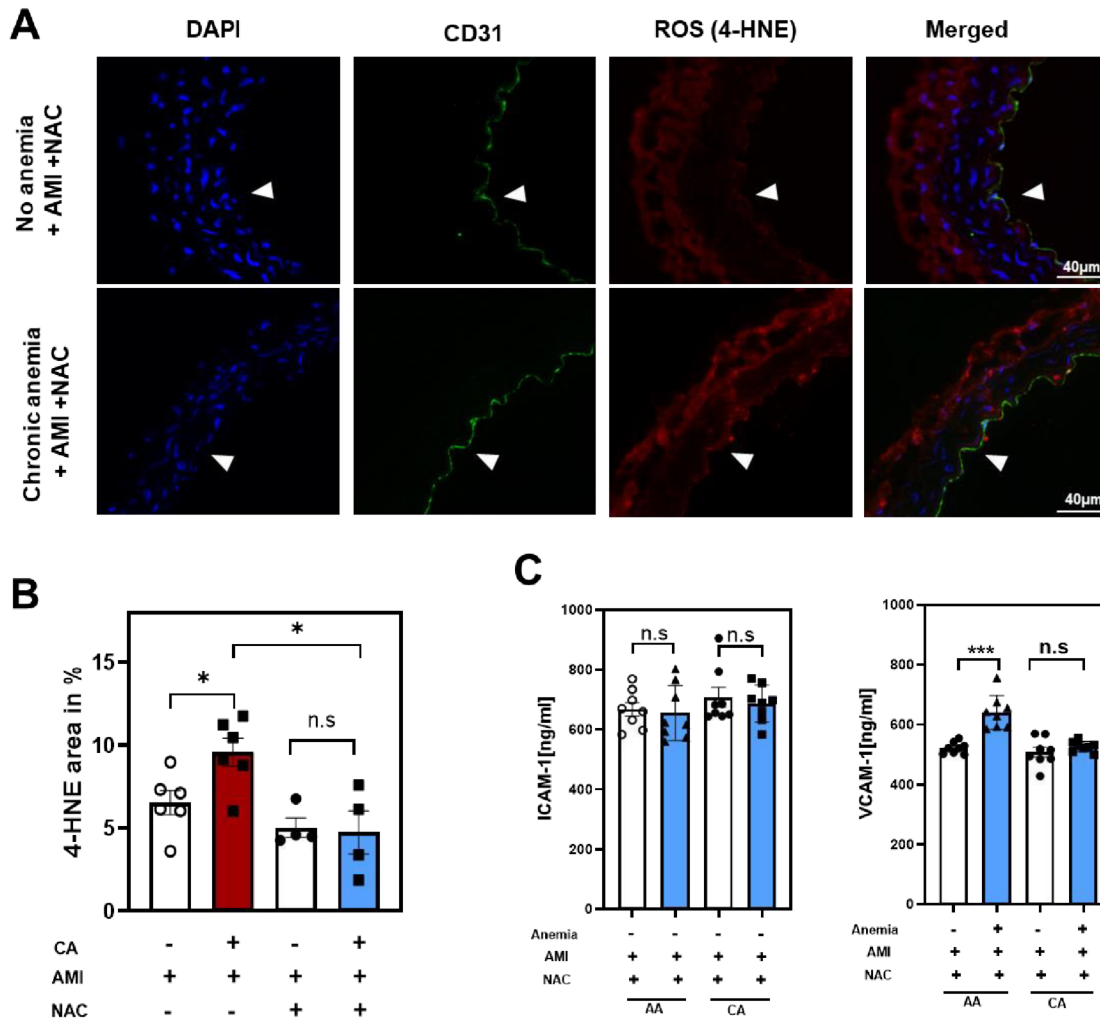 A
DAPI CD31 ROS (4-HNE) Merged
No anemia
+ AMI +NAC
40µm
Chronic anemia
+ AMI +NAC
40µm
B
4-HNE area in %
15
10
5
0
* * n.s
CA - + - +
AMI + + + +
NAC - - + +
C
ICAM-1[ng/ml]
1000
800
600
400
200
0
n.s n.s
Anemia - - - -
AMI + + + +
NAC + + + +
AA CA
VCAM-1[ng/ml]
1000
800
600
400
200
0
*** n.s
Anemia - + - +
AMI + + + +
NAC + + + +
AA CA